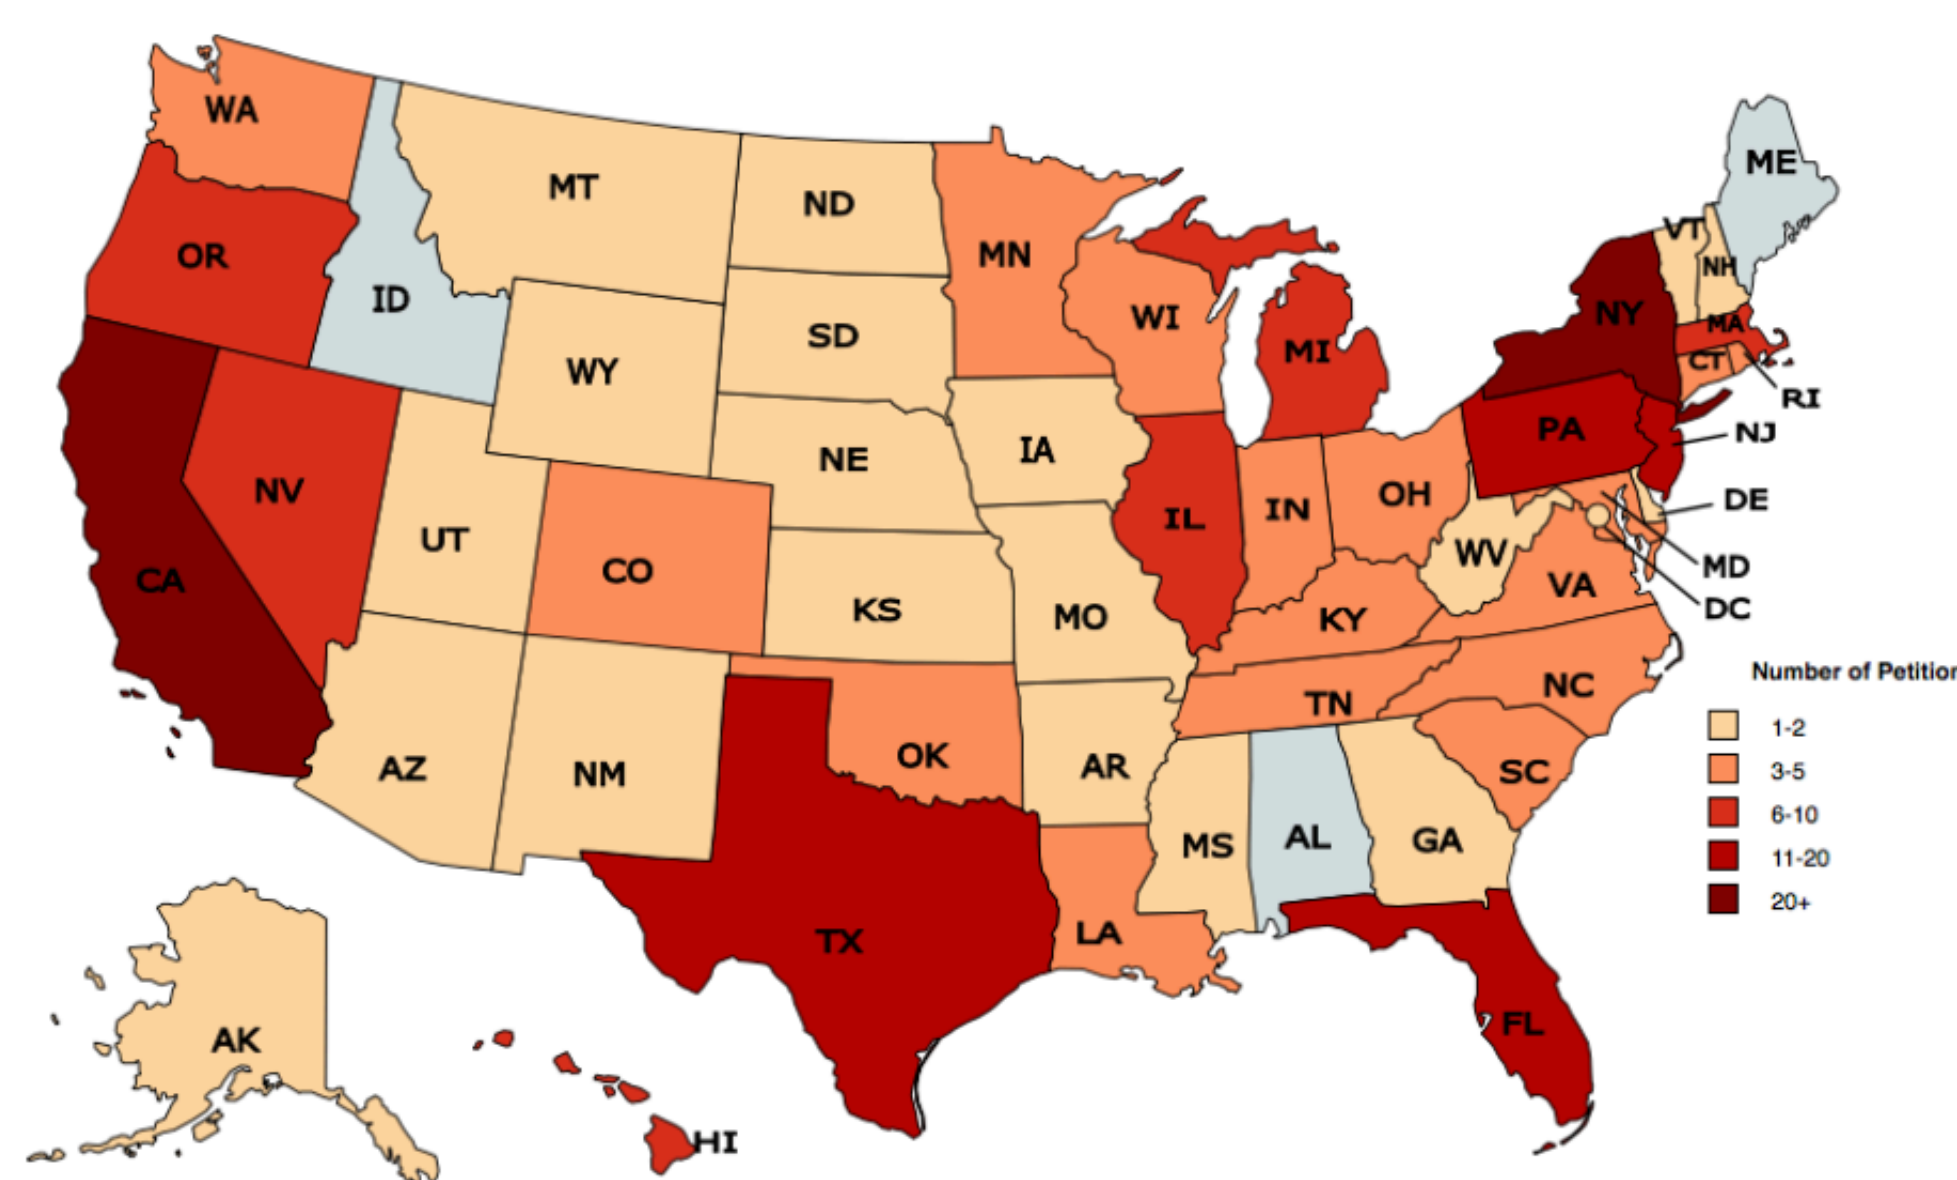 WA
MT
ND
MN
OR
ID
SD
WY
WI
MI
ME
VT
NH
NY
MA
CT
RI
PA
NJ
NE
IA
NV
UT
CO
IL
IN
OH
DE
WV
MD
DC
VA
CA
KS
MO
KY
NC
TN
AZ
NM
OK
AR
SC
MS
AL
GA
TX
LA
FL
AK
HI
Number of Petition
1-2
3-5
6-10
11-20
20+